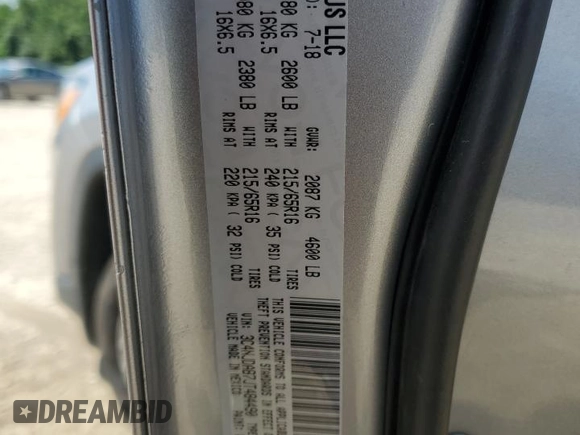 US LLC
): 7-18
GVWR: 2087 KG 4600 LB
80 KG 2600 LB WITH 215/65R16 TIRES
16X6.5 RIMS AT 240 KPA ( 35 PSI) COLD
80 KG 2380 LB WITH 215/65R16 TIRES
16X6.5 RIMS AT 220 KPA ( 32 PSI) COLD
THIS VEHICLE CONFORMS TO ALL
THEFT PREVENTION STANDARDS IN EFFECT
VIN:
VEHICLE MADE IN MEXICO
DREAMBID